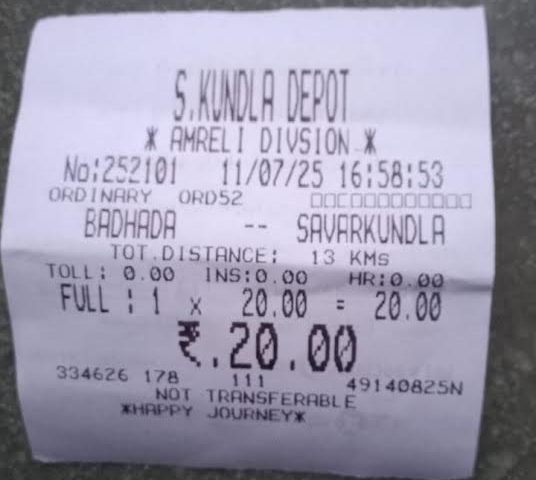 S.KUNDLA DEPOT
* AMRELI DIVSION *
No:252101 11/07/25 16:58:53
ORDINARY ORD52
BADHADA -- SAVARKUNDLA
TOT.DISTANCE: 13 KMs
TOLL: 0.00 INS:0.00 HR:0.00
FULL : 1 x 20.00 = 20.00
₹.20.00
334626 178 111 49140825N
NOT TRANSFERABLE
*HAPPY JOURNEY*